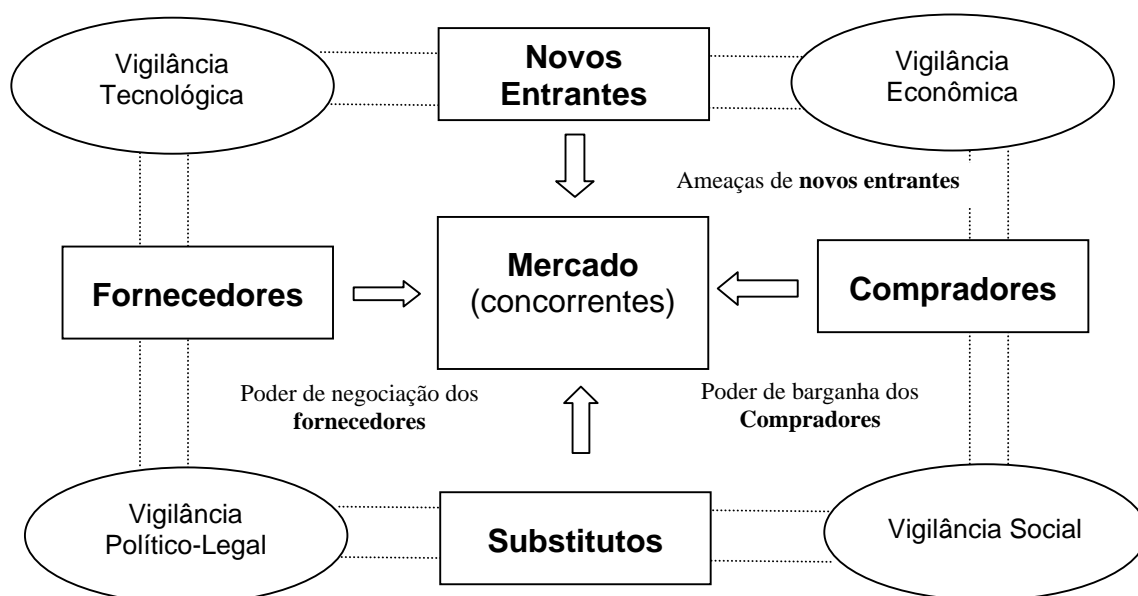 Vigilância
Tecnológica
Novos
Entrantes
Vigilância
Econômica
Ameaças de novos entrantes
Fornecedores
Mercado
(concorrentes)
Compradores
Poder de negociação dos
fornecedores
Poder de barganha dos
Compradores
Vigilância
Político-Legal
Substitutos
Vigilância Social